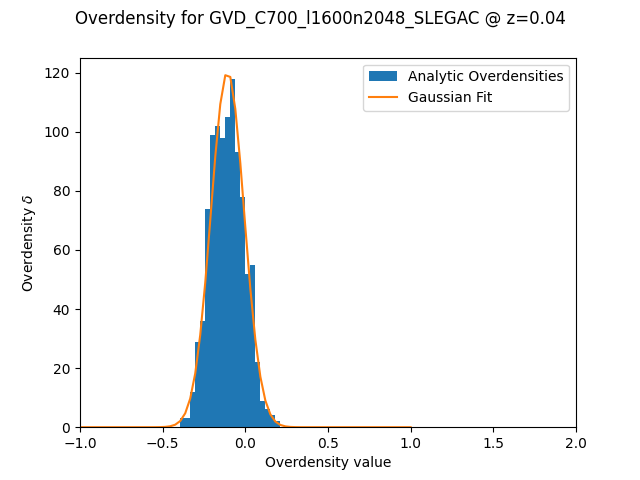 Overdensity for GVD_C700_l1600n2048_SLEGAC @ z=0.04
Analytic Overdensities
Gaussian Fit
Overdensity δ
120
100
80
60
40
20
0
−1.0 −0.5 0.0 0.5 1.0 1.5 2.0
Overdensity value